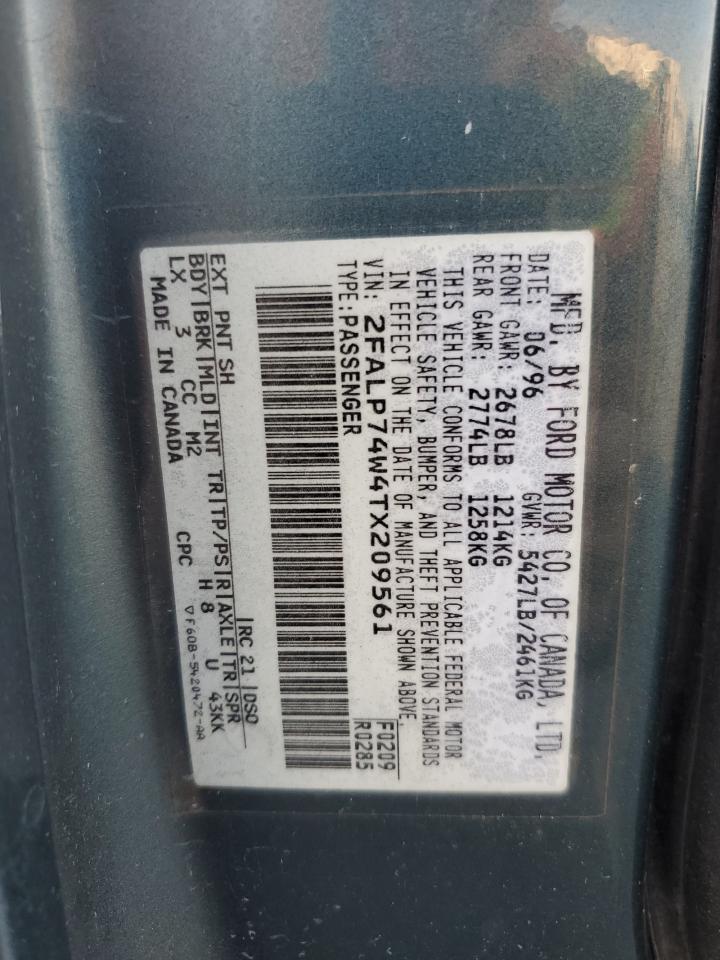 MFD. BY FORD MOTOR CO. OF CANADA, LTD.
DATE: 06/96 GVWR: 5427LB/2461KG
FRONT GAWR: 2678LB 1214KG
REAR GAWR: 2774LB 1258KG
THIS VEHICLE CONFORMS TO ALL APPLICABLE FEDERAL MOTOR
VEHICLE SAFETY, BUMPER, AND THEFT PREVENTION STANDARDS
IN EFFECT ON THE DATE OF MANUFACTURE SHOWN ABOVE.
VIN: 2FALP74W4TX209561 F0209
TYPE: PASSENGER R0285
EXT PNT SH |RC 21 |DSO
BDY|BRK|MLD|INT TR|TP/PS|R|AXLE|TR|SPR
LX 3 CC M2 H 8 U 43KK
MADE IN CANADA CPC ▽F60B-5420472-AA